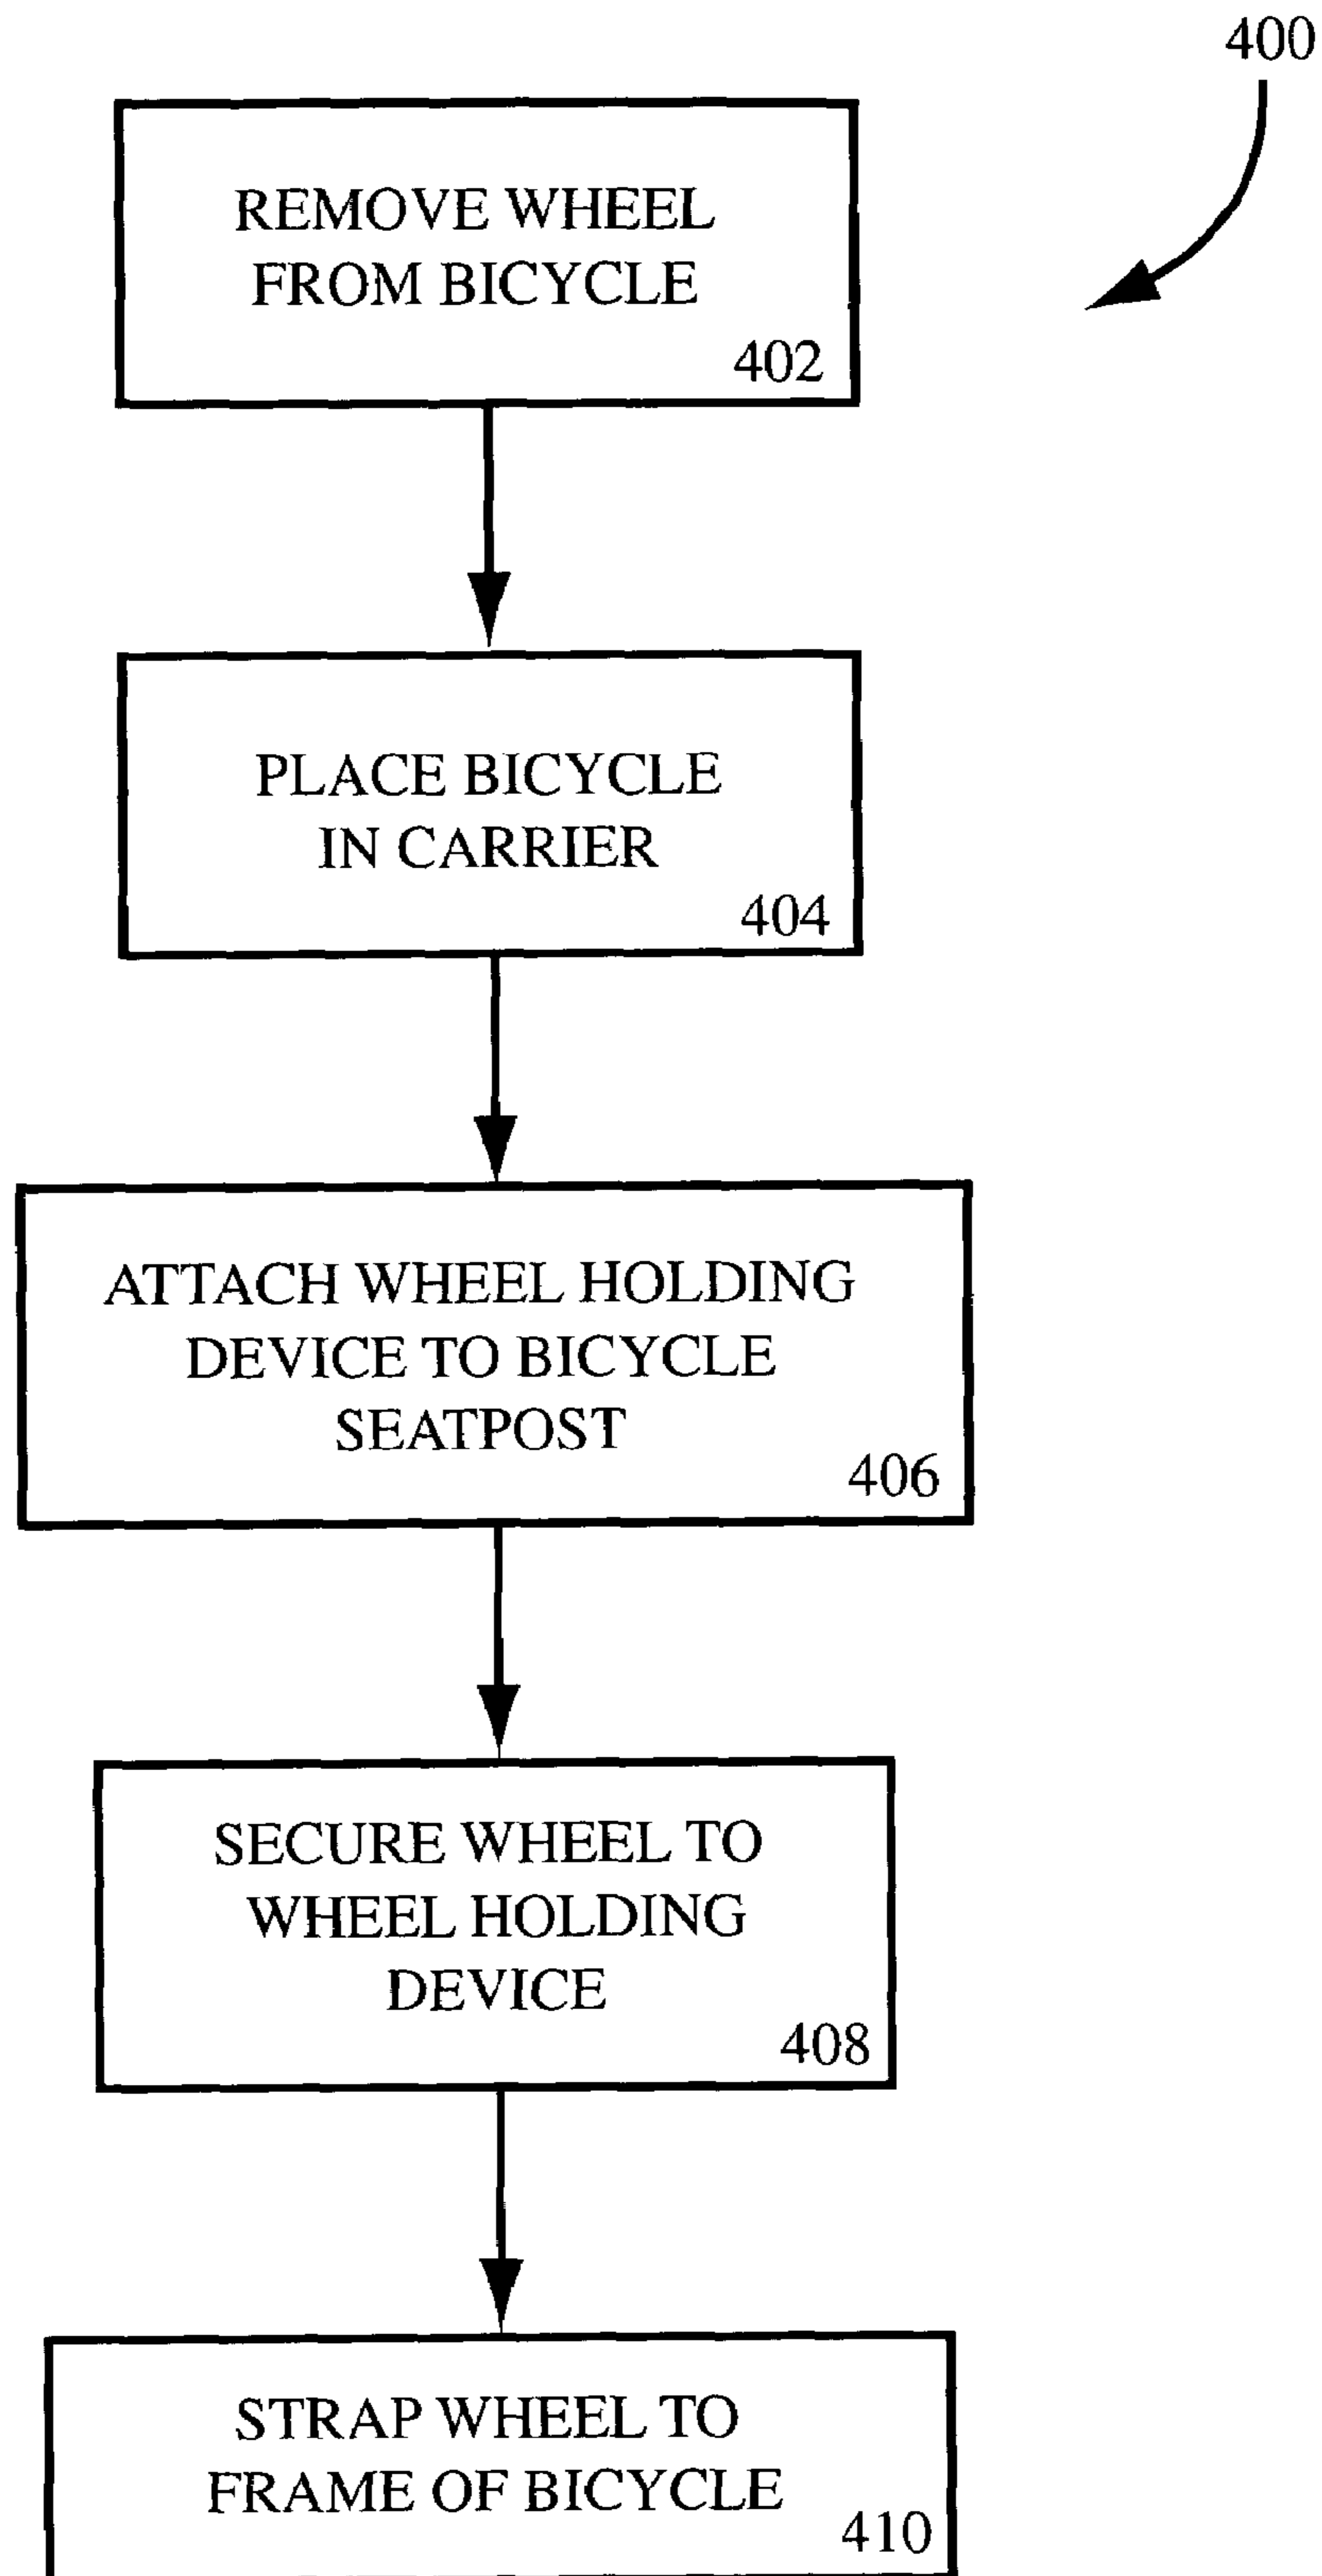 400
REMOVE WHEEL
FROM BICYCLE
402
PLACE BICYCLE
IN CARRIER
404
ATTACH WHEEL HOLDING
DEVICE TO BICYCLE
SEATPOST
406
SECURE WHEEL TO
WHEEL HOLDING
DEVICE
408
STRAP WHEEL TO
FRAME OF BICYCLE
410